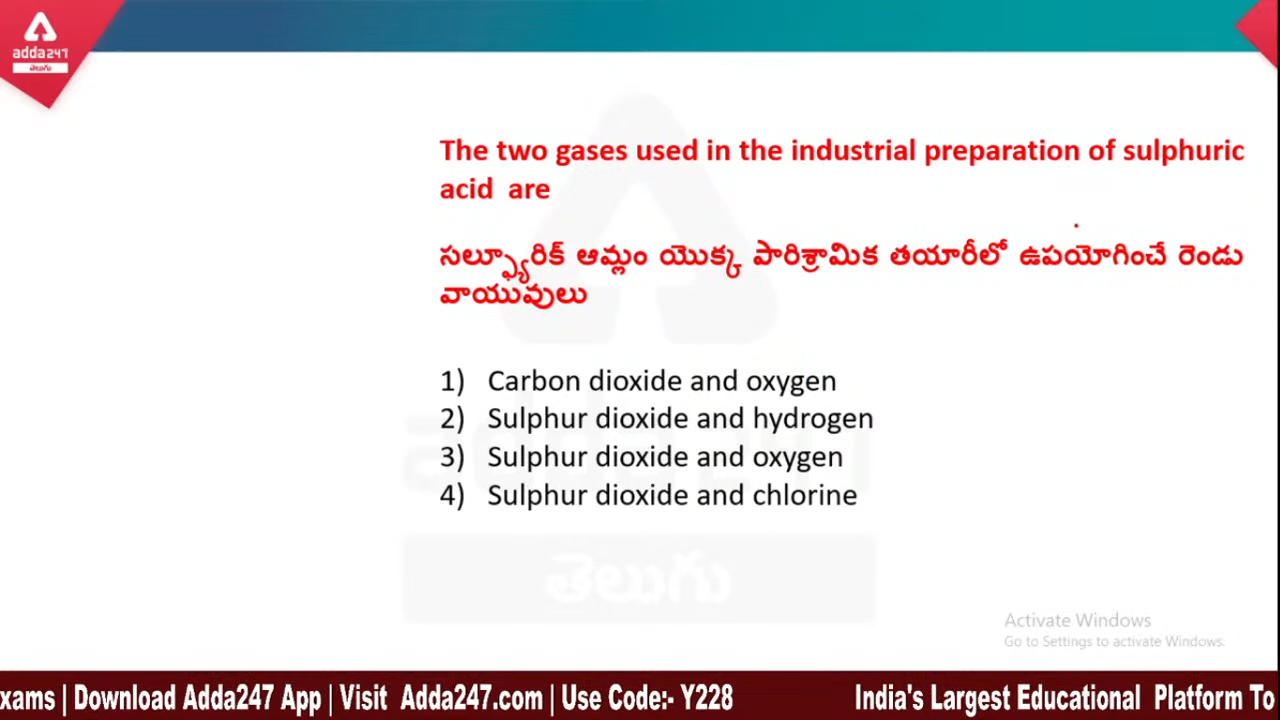 adda247
తెలుగు
The two gases used in the industrial preparation of sulphuric
acid are
సల్ఫ్యూరిక్ ఆమ్లం యొక్క పారిశ్రామిక తయారీలో ఉపయోగించే రెండు
వాయువులు
1) Carbon dioxide and oxygen
2) Sulphur dioxide and hydrogen
3) Sulphur dioxide and oxygen
4) Sulphur dioxide and chlorine
adda247
తెలుగు
Activate Windows
Go to Settings to activate Windows.
xams | Download Adda247 App | Visit Adda247.com | Use Code:- Y228 India's Largest Educational Platform To